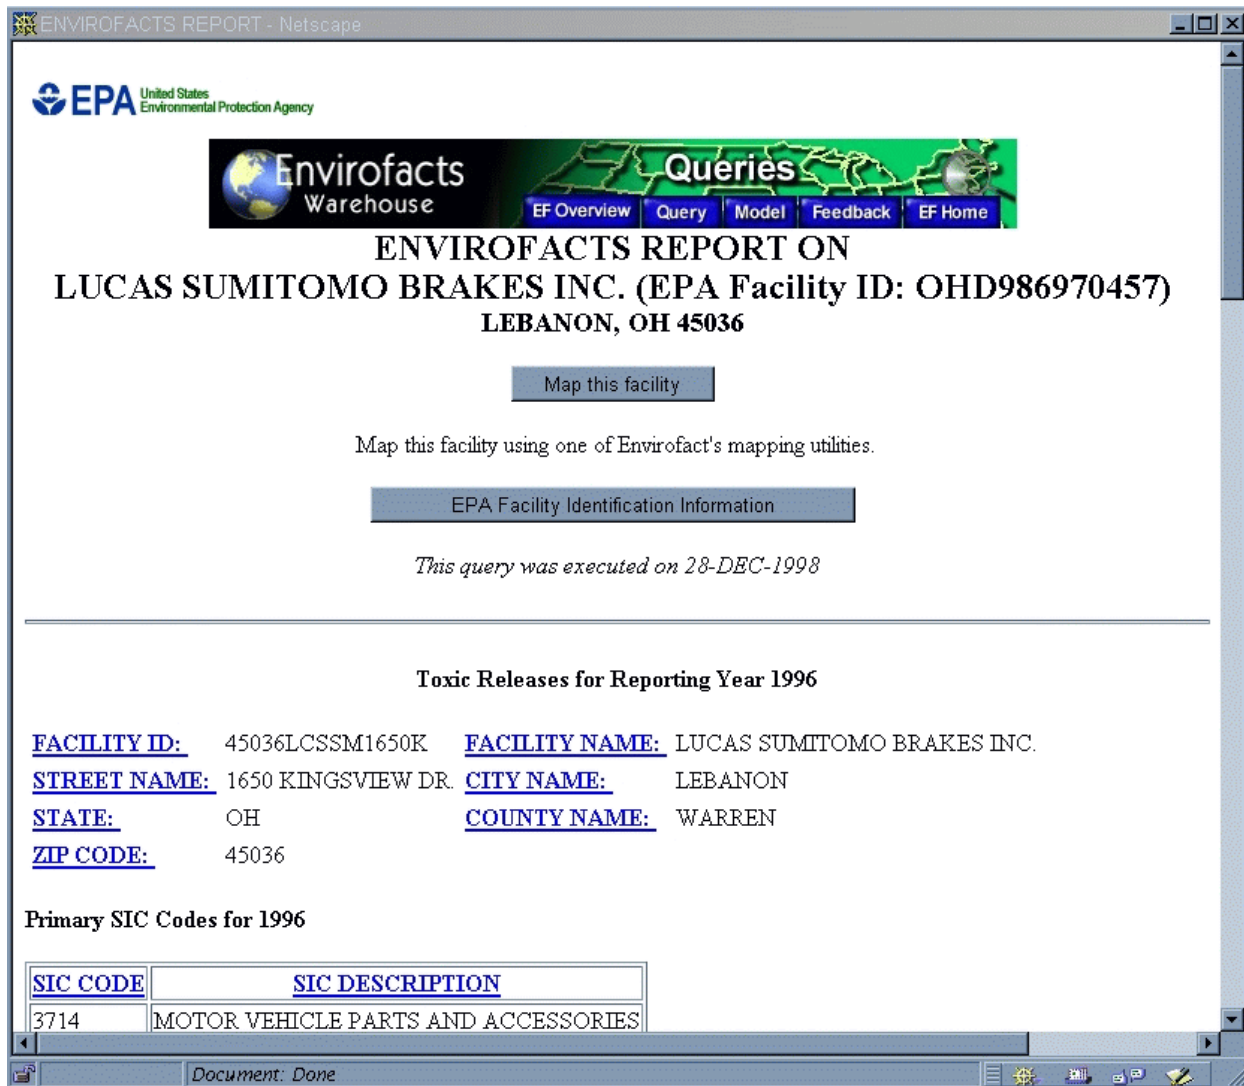 ENVIROFACTS REPORT - Netscape
EPA United States
Environmental Protection Agency
Envirofacts
Warehouse
Queries
EF Overview Query Model Feedback EF Home
ENVIROFACTS REPORT ON
LUCAS SUMITOMO BRAKES INC. (EPA Facility ID: OHD986970457)
LEBANON, OH 45036
Map this facility
Map this facility using one of Envirofact's mapping utilities.
EPA Facility Identification Information
This query was executed on 28-DEC-1998
Toxic Releases for Reporting Year 1996
FACILITY ID: 45036LCSSM1650K FACILITY NAME: LUCAS SUMITOMO BRAKES INC.
STREET NAME: 1650 KINGSVIEW DR. CITY NAME: LEBANON
STATE: OH COUNTY NAME: WARREN
ZIP CODE: 45036
Primary SIC Codes for 1996
SIC CODE SIC DESCRIPTION
3714 MOTOR VEHICLE PARTS AND ACCESSORIES
Document: Done